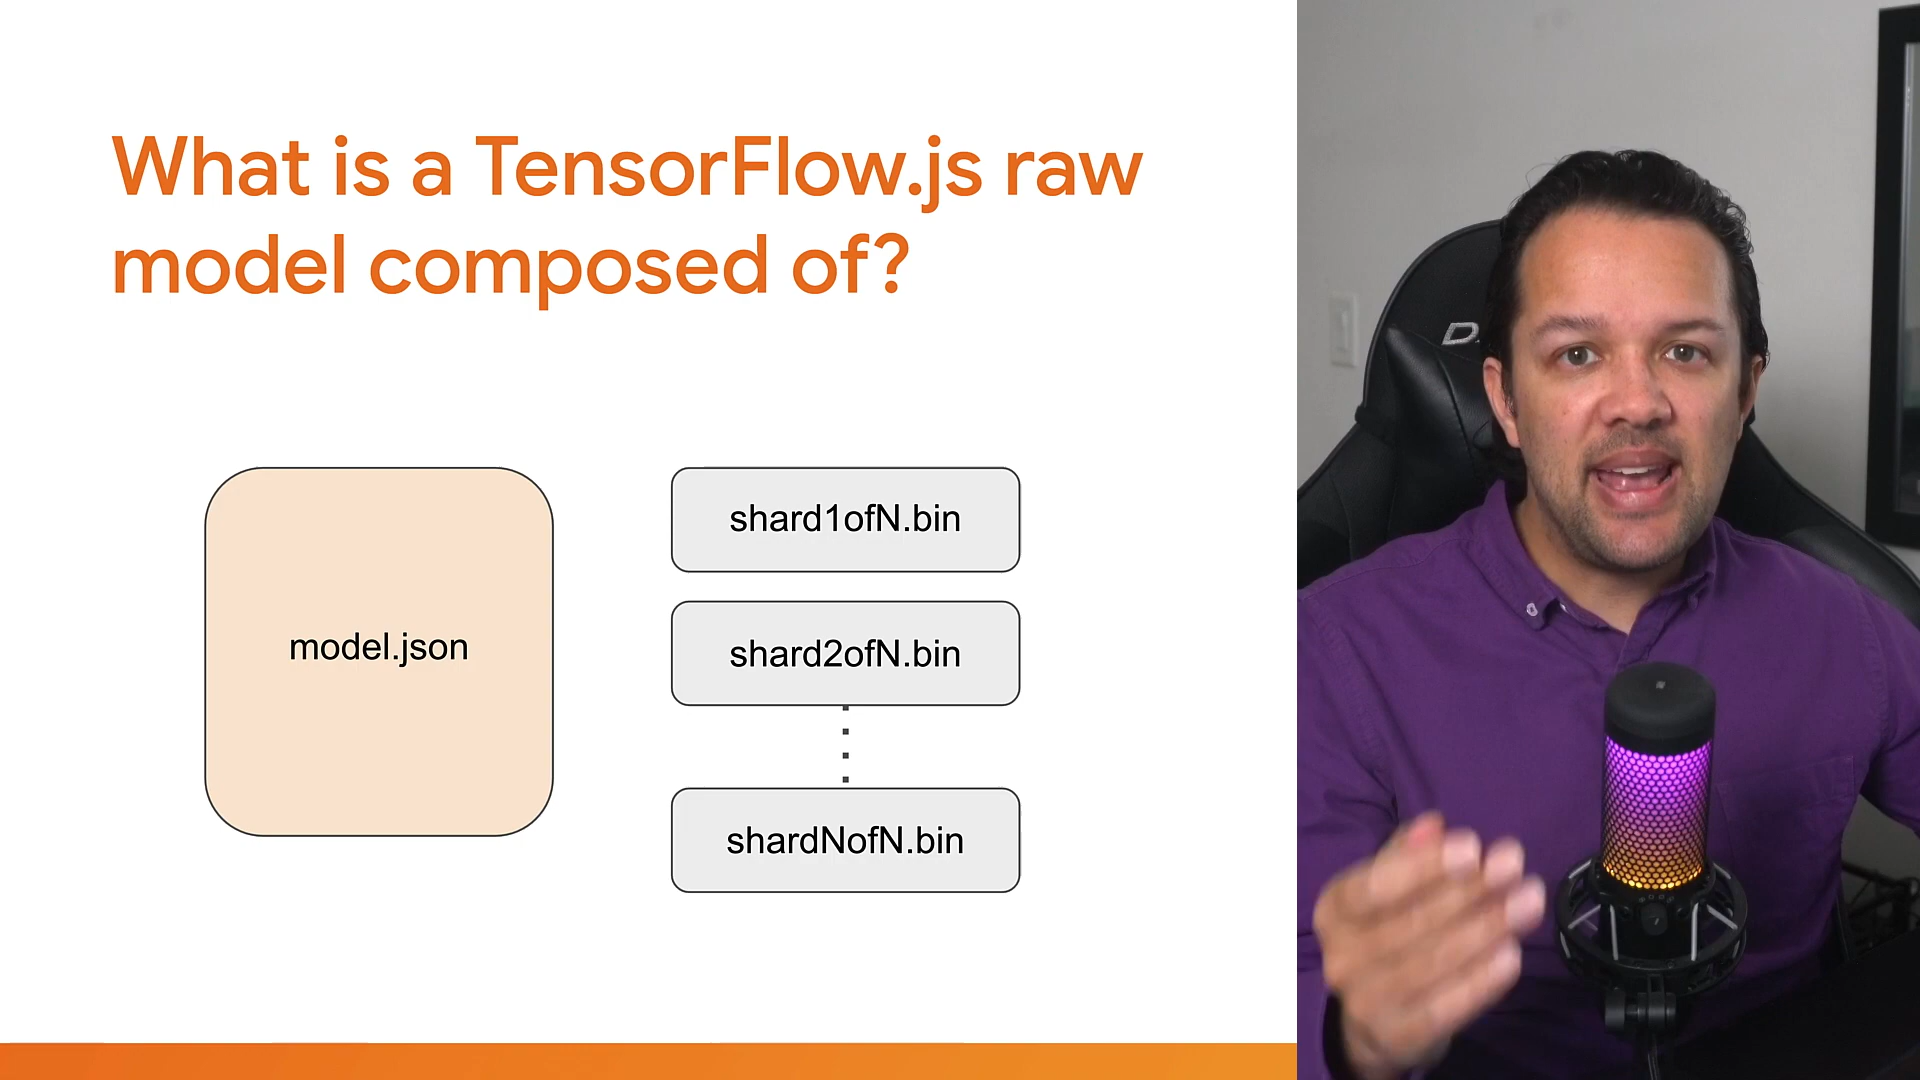 What is a TensorFlow.js raw
model composed of?
model.json
shard1ofN.bin
shard2ofN.bin
shardNofN.bin